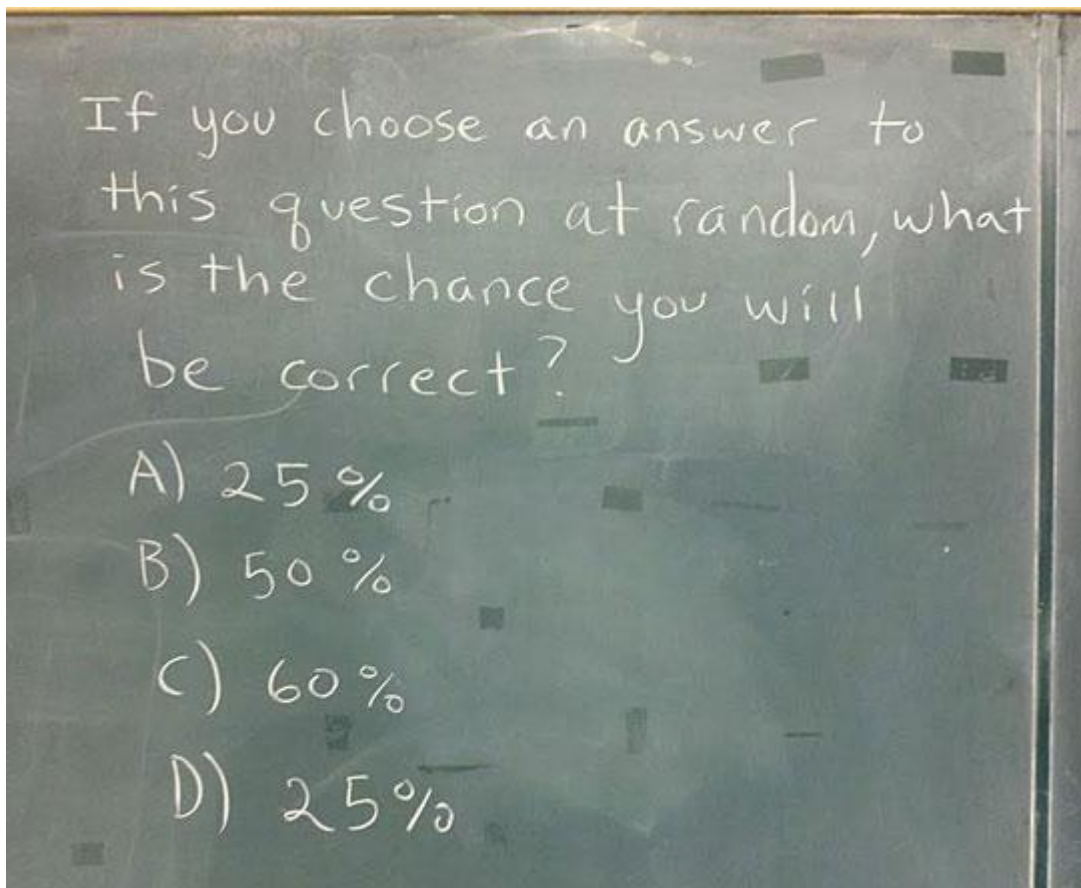 If you choose an answer to
this question at random, what
is the chance you will
be correct?
A) 25%
B) 50%
C) 60%
D) 25%